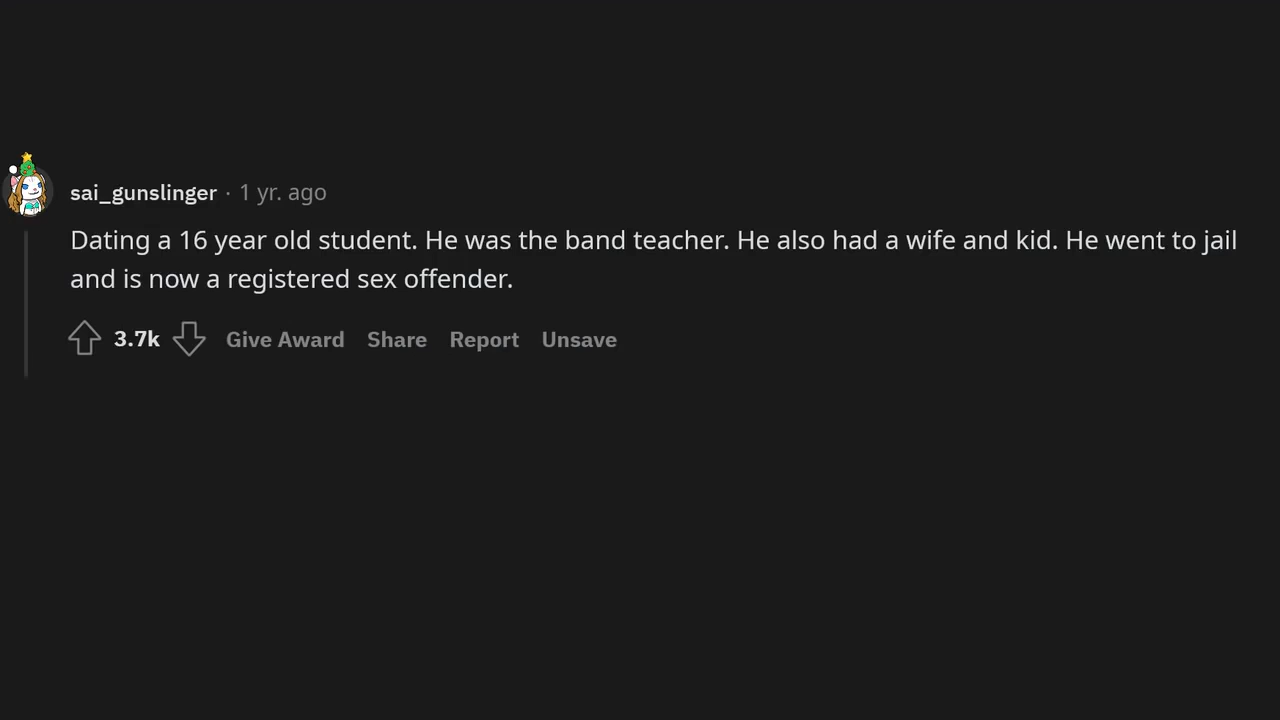 sai_gunslinger · 1 yr. ago
Dating a 16 year old student. He was the band teacher. He also had a wife and kid. He went to jail
and is now a registered sex offender.
3.7k Give Award Share Report Unsave